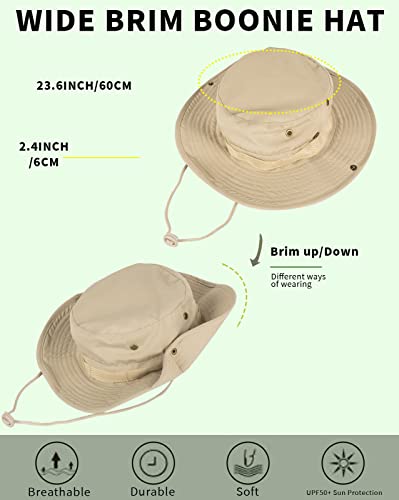 WIDE BRIM BOONIE HAT
23.6INCH/60CM
2.4INCH
/6CM
Brim up/Down
Different ways
of wearing
Breathable
Durable
Soft
UPF50+ Sun Protection